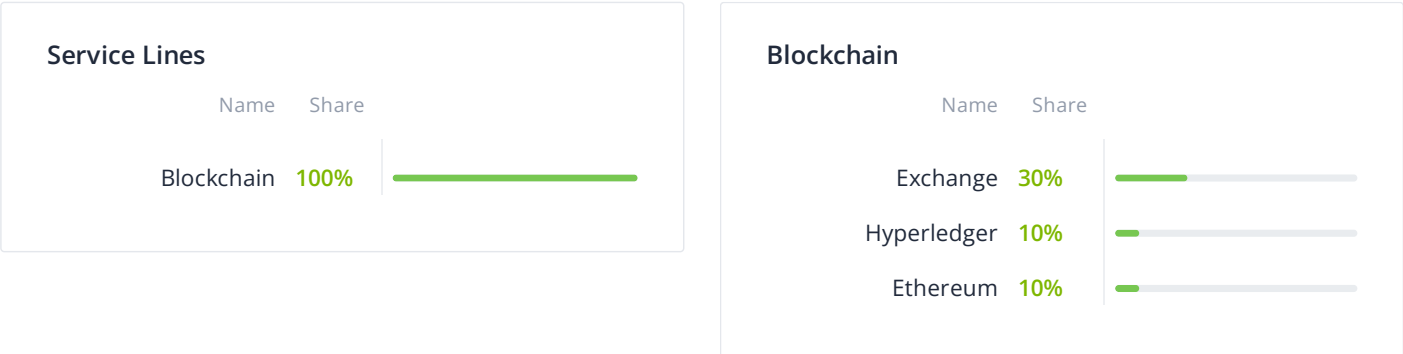 Service Lines
Name Share
Blockchain 100%
Blockchain
Name Share
Exchange 30%
Hyperledger 10%
Ethereum 10%